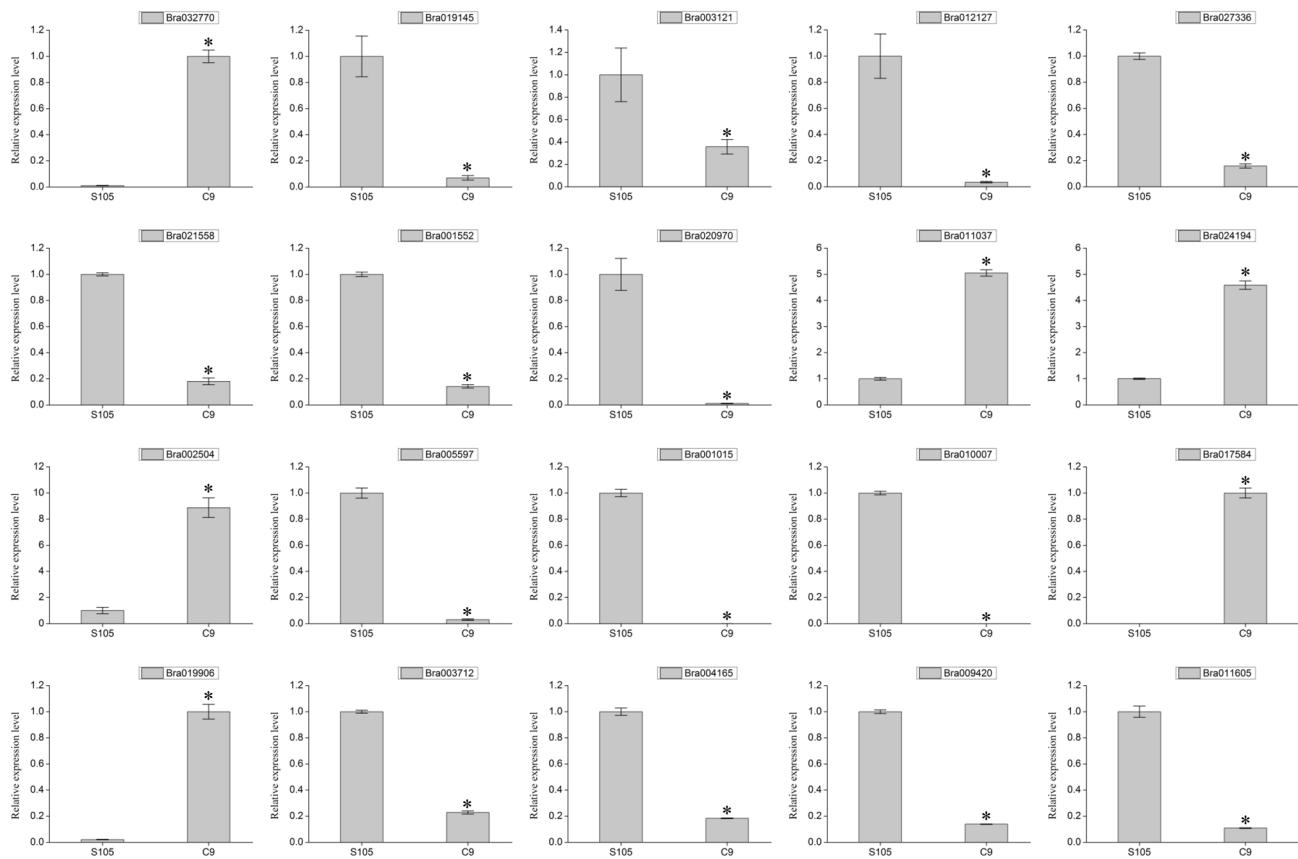 Bra032770
Relative expression level
1.2
1.0
0.8
0.6
0.4
0.2
0.0
*
S105 C9
Bra019145
Relative expression level
1.2
1.0
0.8
0.6
0.4
0.2
0.0
*
S105 C9
Bra003121
Relative expression level
1.4
1.2
1.0
0.8
0.6
0.4
0.2
0.0
*
S105 C9
Bra012127
Relative expression level
1.2
1.0
0.8
0.6
0.4
0.2
0.0
*
S105 C9
Bra027336
Relative expression level
1.2
1.0
0.8
0.6
0.4
0.2
0.0
*
S105 C9
Bra021558
Relative expression level
1.2
1.0
0.8
0.6
0.4
0.2
0.0
*
S105 C9
Bra001552
Relative expression level
1.2
1.0
0.8
0.6
0.4
0.2
0.0
*
S105 C9
Bra020970
Relative expression level
1.2
1.0
0.8
0.6
0.4
0.2
0.0
*
S105 C9
Bra011037
Relative expression level
6
5
4
3
2
1
0
*
S105 C9
Bra024194
Relative expression level
6
5
4
3
2
1
0
*
S105 C9
Bra002504
Relative expression level
12
10
8
6
4
2
0
*
S105 C9
Bra005597
Relative expression level
1.2
1.0
0.8
0.6
0.4
0.2
0.0
*
S105 C9
Bra001015
Relative expression level
1.2
1.0
0.8
0.6
0.4
0.2
0.0
*
S105 C9
Bra010007
Relative expression level
1.2
1.0
0.8
0.6
0.4
0.2
0.0
*
S105 C9
Bra017584
Relative expression level
1.2
1.0
0.8
0.6
0.4
0.2
0.0
*
S105 C9
Bra019906
Relative expression level
1.2
1.0
0.8
0.6
0.4
0.2
0.0
*
S105 C9
Bra003712
Relative expression level
1.2
1.0
0.8
0.6
0.4
0.2
0.0
*
S105 C9
Bra004165
Relative expression level
1.2
1.0
0.8
0.6
0.4
0.2
0.0
*
S105 C9
Bra009420
Relative expression level
1.2
1.0
0.8
0.6
0.4
0.2
0.0
*
S105 C9
Bra011605
Relative expression level
1.2
1.0
0.8
0.6
0.4
0.2
0.0
*
S105 C9